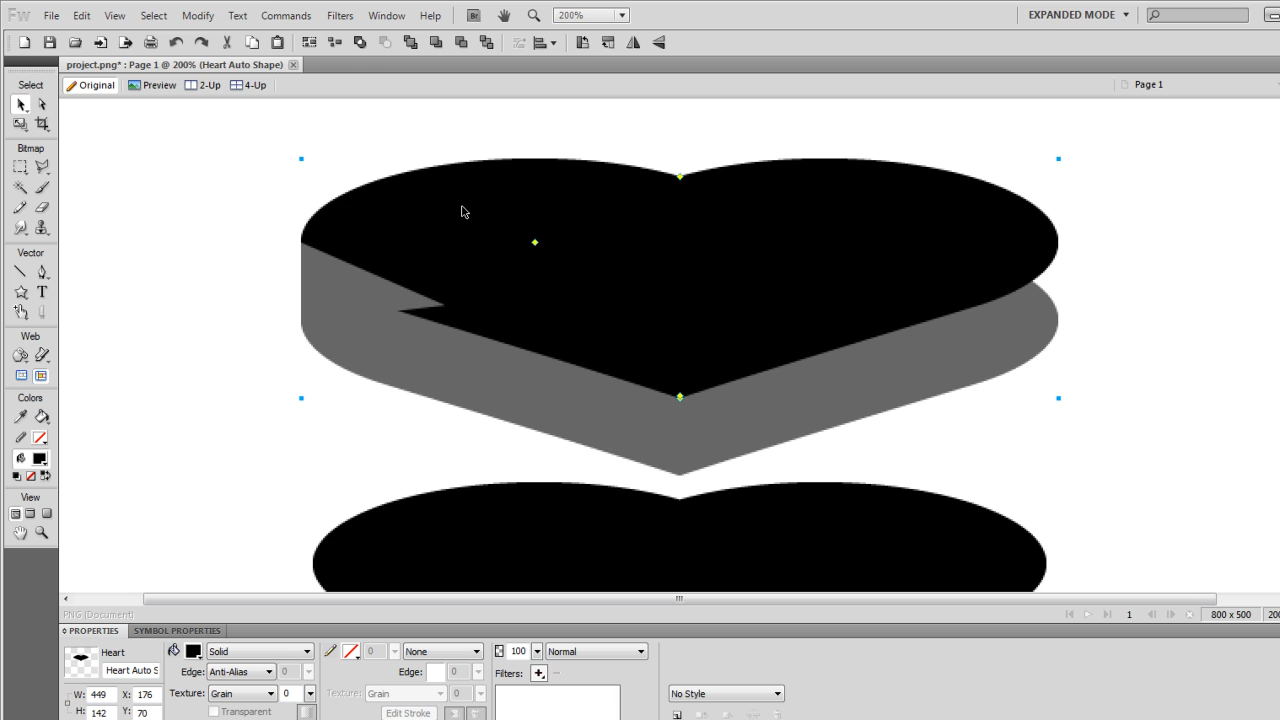 Fw File Edit View Select Modify Text Commands Filters Window Help Br 200% EXPANDED MODE
project.png* : Page 1 @ 200% (Heart Auto Shape)
Original Preview 2-Up 4-Up Page 1
Select
Bitmap
Vector
T
Web
Colors
View
PNG (Document) 1 800 x 500 200
PROPERTIES SYMBOL PROPERTIES
Heart Solid 0 None 100 Normal
Heart Auto S Edge: Anti-Alias 0 Edge: 0 Filters:
W: 449 X: 176 Texture: Grain 0 Texture: Grain 0 No Style
H: 142 Y: 70 Transparent Edit Stroke